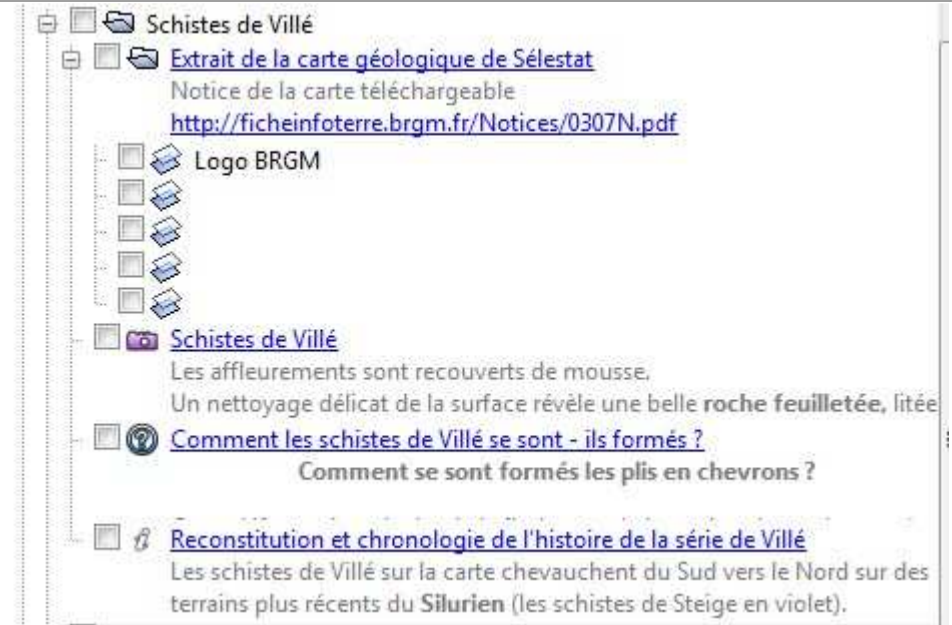 Schistes de Villé
Extrait de la carte géologique de Sélestat
Notice de la carte téléchargeable
http://ficheinfoterre.brgm.fr/Notices/0307N.pdf
Logo BRGM
Schistes de Villé
Les affleurements sont recouverts de mousse.
Un nettoyage délicat de la surface révèle une belle roche feuilletée, litée
Comment les schistes de Villé se sont - ils formés ?
Comment se sont formés les plis en chevrons ?
Reconstitution et chronologie de l'histoire de la série de Villé
Les schistes de Villé sur la carte chevauchent du Sud vers le Nord sur des
terrains plus récents du Silurien (les schistes de Steige en violet).